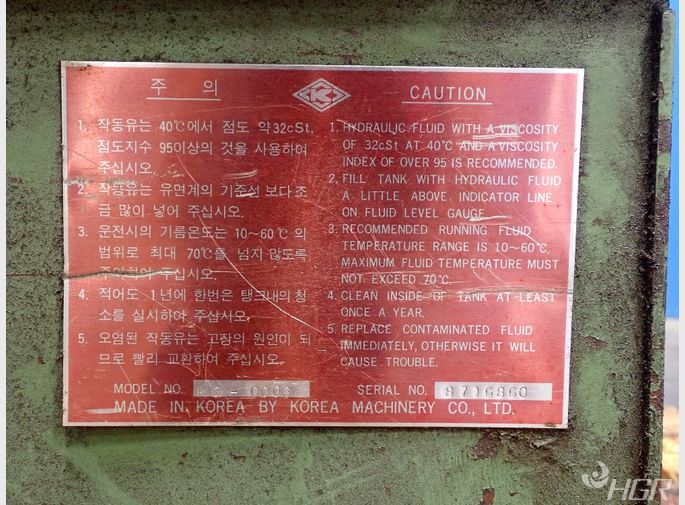 주 의
1. 작동유는 40℃에서 점도 약32cSt,
점도지수 95이상의 것을 사용하여
주십시오.
2. 작동유는 유면계의 기준선 보다 조
금 많이 넣어 주십시오.
3. 운전시의 기름온도는 10~60℃의
범위로 최대 70℃를 넘지 않도록
주의하여 주십시오.
4. 적어도 1년에 한번은 탱크내의 청
소를 실시하여 주십시오.
5. 오염된 작동유는 고장의 원인이 되
므로 빨리 교환하여 주십시오.
K
CAUTION
1. HYDRAULIC FLUID WITH A VISCOSITY
OF 32cSt AT 40℃ AND A VISCOSITY
INDEX OF OVER 95 IS RECOMMENDED.
2. FILL TANK WITH HYDRAULIC FLUID
A LITTLE ABOVE INDICATOR LINE
ON FLUID LEVEL GAUGE.
3. RECOMMENDED RUNNING FLUID
TEMPERATURE RANGE IS 10~60℃,
MAXIMUM FLUID TEMPERATURE MUST
NOT EXCEED 70℃.
4. CLEAN INSIDE OF TANK AT LEAST
ONCE A YEAR.
5. REPLACE CONTAMINATED FLUID
IMMEDIATELY, OTHERWISE IT WILL
CAUSE TROUBLE.
MODEL NO.
SERIAL NO. 8706860
MADE IN KOREA BY KOREA MACHINERY CO., LTD.
HGR